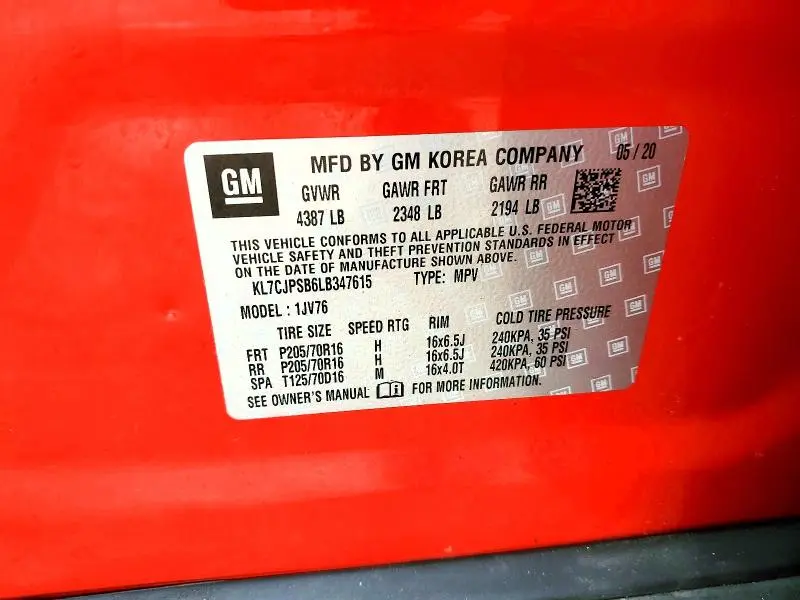 GM MFD BY GM KOREA COMPANY 05 / 20
GVWR GAWR FRT GAWR RR
4387 LB 2348 LB 2194 LB
THIS VEHICLE CONFORMS TO ALL APPLICABLE U.S. FEDERAL MOTOR
VEHICLE SAFETY AND THEFT PREVENTION STANDARDS IN EFFECT
ON THE DATE OF MANUFACTURE SHOWN ABOVE.
KL7CJPSB6LB347615 TYPE: MPV
MODEL : 1JV76
TIRE SIZE SPEED RTG RIM COLD TIRE PRESSURE
FRT P205/70R16 H 16x6.5J 240KPA, 35 PSI
RR P205/70R16 H 16x6.5J 240KPA, 35 PSI
SPA T125/70D16 M 16x4.0T 420KPA, 60 PSI
SEE OWNER'S MANUAL FOR MORE INFORMATION.